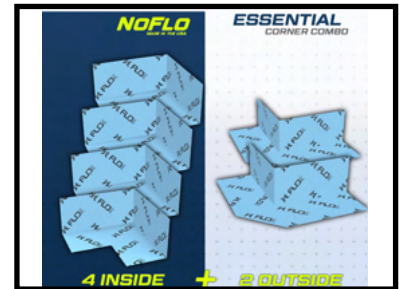 NOFLO
MADE IN THE USA
ESSENTIAL
CORNER COMBO
4 INSIDE + 2 OUTSIDE